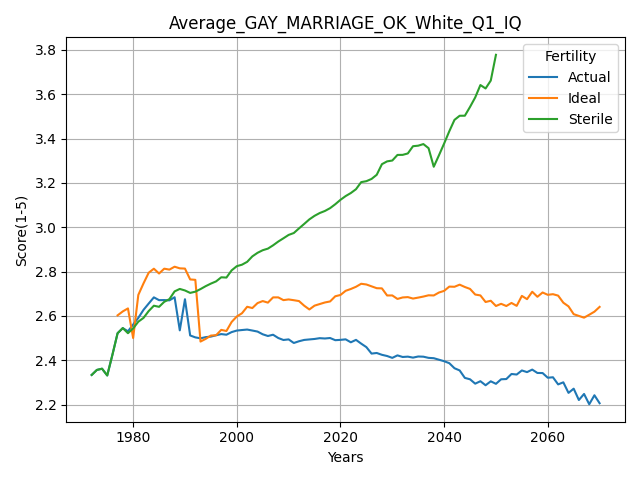 Average_GAY_MARRIAGE_OK_White_Q1_IQ
Score(1-5)
3.8
3.6
3.4
3.2
3.0
2.8
2.6
2.4
2.2
Fertility
Actual
Ideal
Sterile
1980
2000
2020
2040
2060
Years